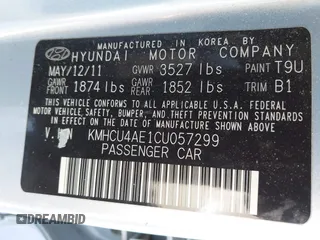 MANUFACTURED IN KOREA BY
HYUNDAI MOTOR COMPANY
MAY/12/11 GVWR 3527 lbs PAINT T9U
GAWR FRONT 1874 lbs GAWR REAR 1852 lbs TRIM B1
THIS VEHICLE CONFORMS TO ALL APPLICABLE U.S.A. FEDERAL MOTOR
VEHICLE SAFETY, BUMPER, AND THEFT PREVENTION STANDARDS
IN EFFECT ON THE DATE OF MANUFACTURE SHOWN ABOVE.
V.I.N KMHCU4AE1CU057299
PASSENGER CAR
DREAMBID